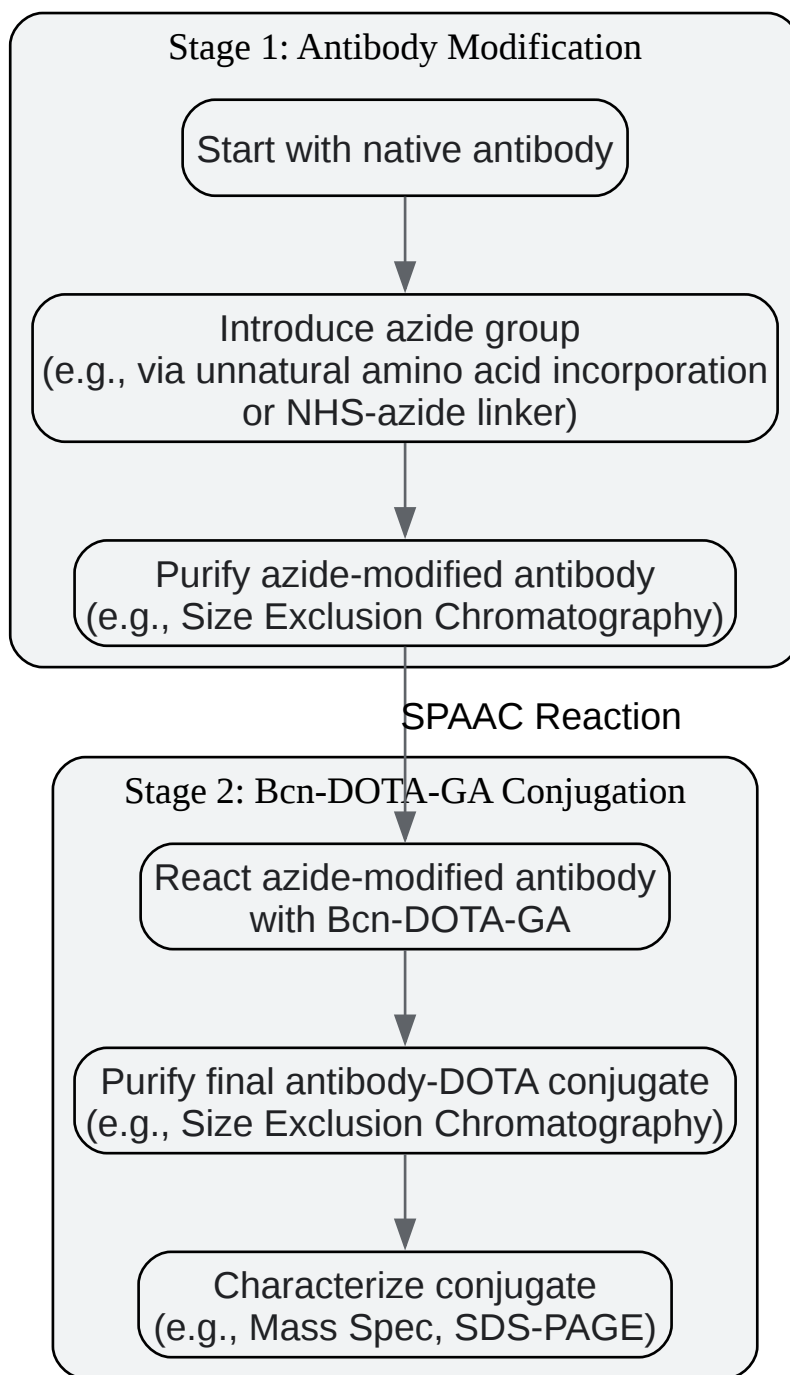 Stage 1: Antibody Modification
Start with native antibody
Introduce azide group
(e.g., via unnatural amino acid incorporation
or NHS-azide linker)
Purify azide-modified antibody
(e.g., Size Exclusion Chromatography)
SPAAC Reaction
Stage 2: Bcn-DOTA-GA Conjugation
React azide-modified antibody
with Bcn-DOTA-GA
Purify final antibody-DOTA conjugate
(e.g., Size Exclusion Chromatography)
Characterize conjugate
(e.g., Mass Spec, SDS-PAGE)